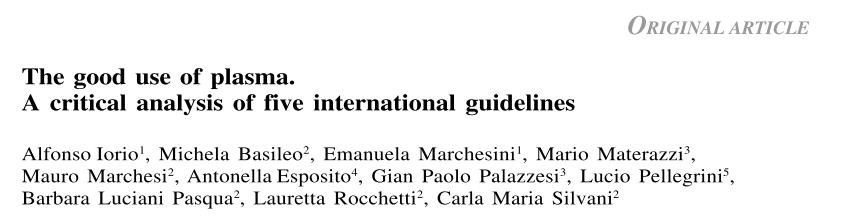 ORIGINAL ARTICLE
The good use of plasma.
A critical analysis of five international guidelines
Alfonso Iorio¹, Michela Basileo², Emanuela Marchesini¹, Mario Materazzi³,
Mauro Marchesi², Antonella Esposito⁴, Gian Paolo Palazzesi³, Lucio Pellegrini⁵,
Barbara Luciani Pasqua², Lauretta Rocchetti², Carla Maria Silvani²